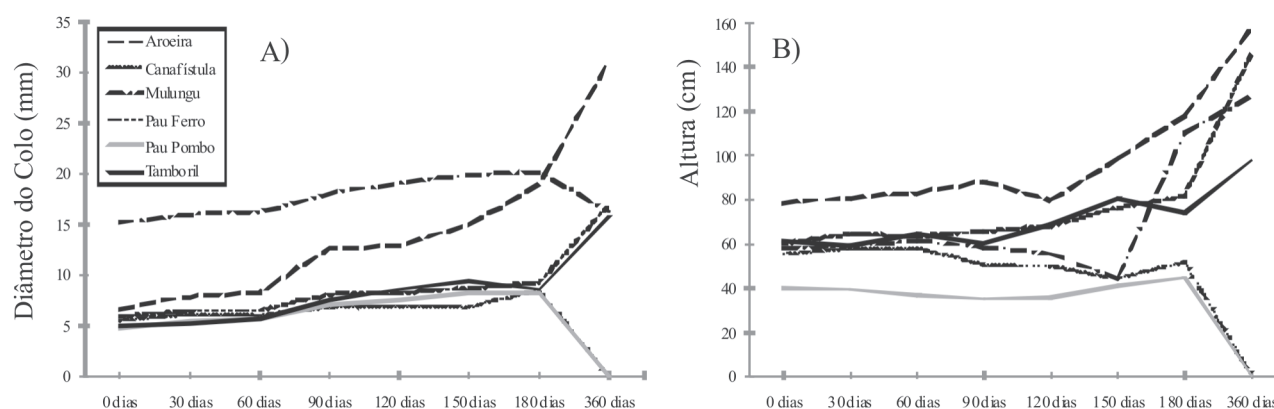 Diâmetro do Colo (mm)
35
30
25
20
15
10
5
0
Aroeira
Canafístula
Mulungu
Pau Ferro
Pau Pombo
Tamboril
A)
0 dias 30 dias 60 dias 90 dias 120 dias 150 dias 180 dias 360 dias
Altura (cm)
160
140
120
100
80
60
40
20
0
B)
0 dias 30 dias 60 dias 90 dias 120 dias 150 dias 180 dias 360 dias